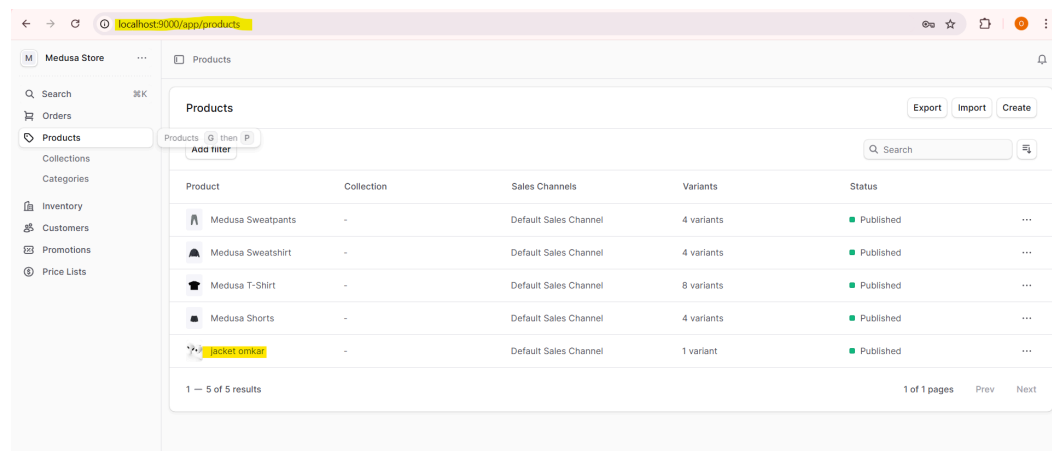 localhost:9000/app/products
O
M Medusa Store
Products
Search ⌘K
Orders
Products
Products G then P
Collections
Categories
Inventory
Customers
Promotions
Price Lists
Products
Export Import Create
Add filter
Search
Product Collection Sales Channels Variants Status
Medusa Sweatpants - Default Sales Channel 4 variants Published
Medusa Sweatshirt - Default Sales Channel 4 variants Published
Medusa T-Shirt - Default Sales Channel 8 variants Published
Medusa Shorts - Default Sales Channel 4 variants Published
jacket omkar - Default Sales Channel 1 variant Published
1 — 5 of 5 results
1 of 1 pages Prev Next